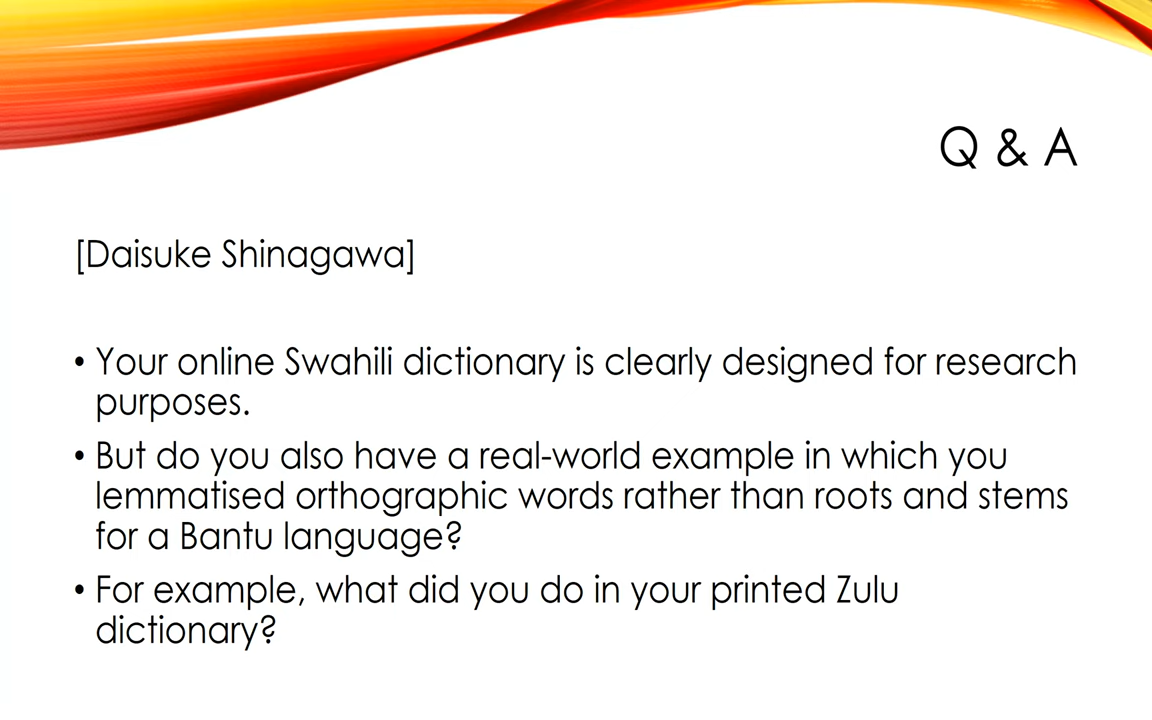 Q & A
[Daisuke Shinagawa]
• Your online Swahili dictionary is clearly designed for research
purposes.
• But do you also have a real-world example in which you
lemmatised orthographic words rather than roots and stems
for a Bantu language?
• For example, what did you do in your printed Zulu
dictionary?